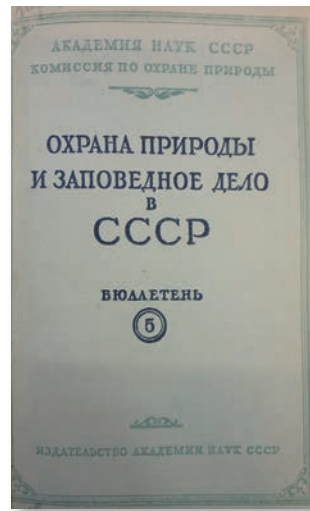 АКАДЕМИЯ НАУК СССР
КОМИССИЯ ПО ОХРАНЕ ПРИРОДЫ
ОХРАНА ПРИРОДЫ
И ЗАПОВЕДНОЕ ДЕЛО
В
СССР
БЮЛЛЕТЕНЬ
5
ИЗДАТЕЛЬСТВО АКАДЕМИИ НАУК СССР